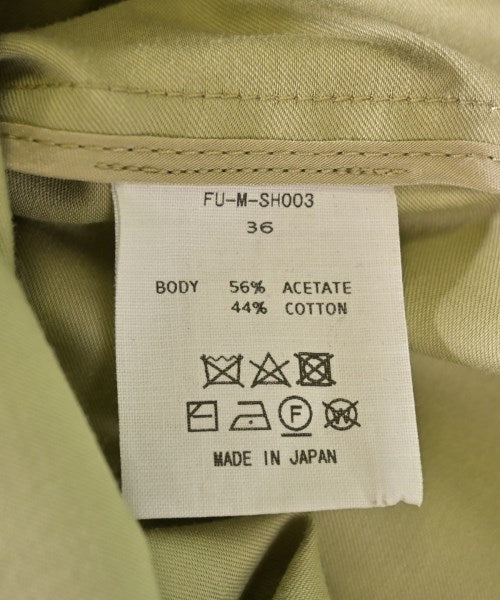 FU-M-SH003
36
BODY 56% ACETATE
44% COTTON
F W
MADE IN JAPAN